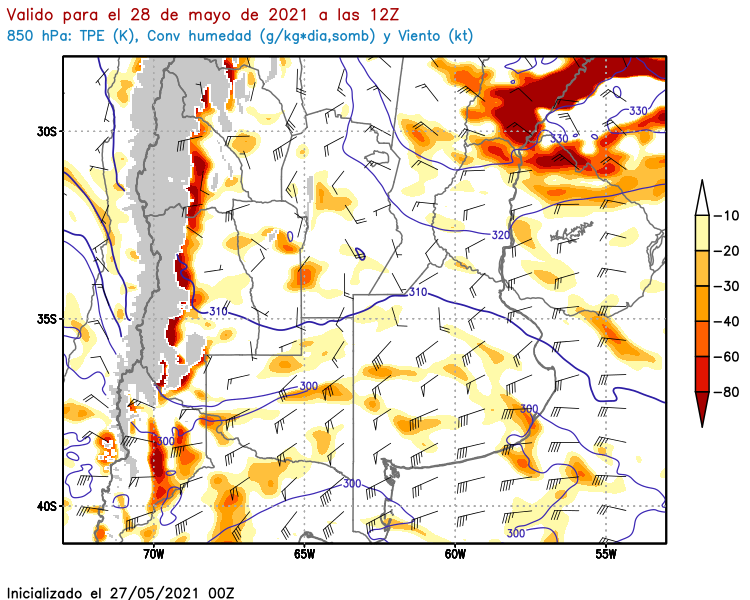 Valido para el 28 de mayo de 2021 a las 12Z
850 hPa: TPE (K), Conv humedad (g/kg*dia,somb) y Viento (kt)
330
330
30S
320
310
310
35S
300
300
300
300
300
40S
70W 65W 60W 55W
-10
-20
-30
-40
-60
-80
Inicializado el 27/05/2021 00Z